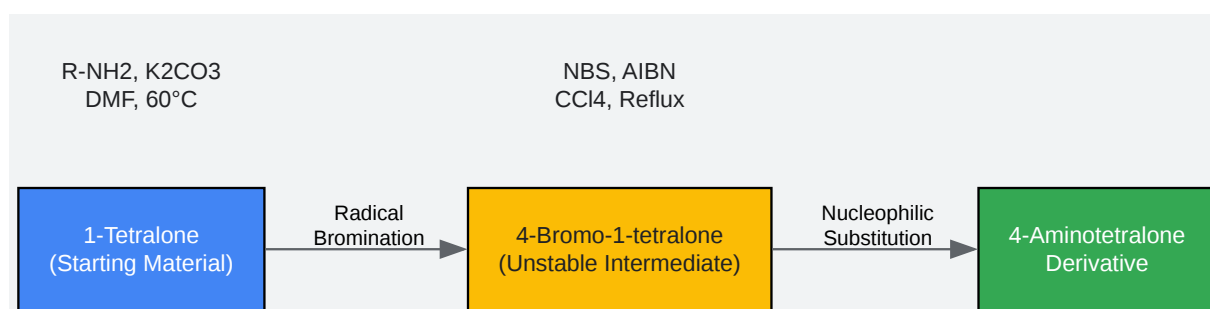 R-NH2, K2CO3
DMF, 60°C
NBS, AIBN
CCl4, Reflux
1-Tetralone
(Starting Material)
Radical
Bromination
4-Bromo-1-tetralone
(Unstable Intermediate)
Nucleophilic
Substitution
4-Aminotetralone
Derivative